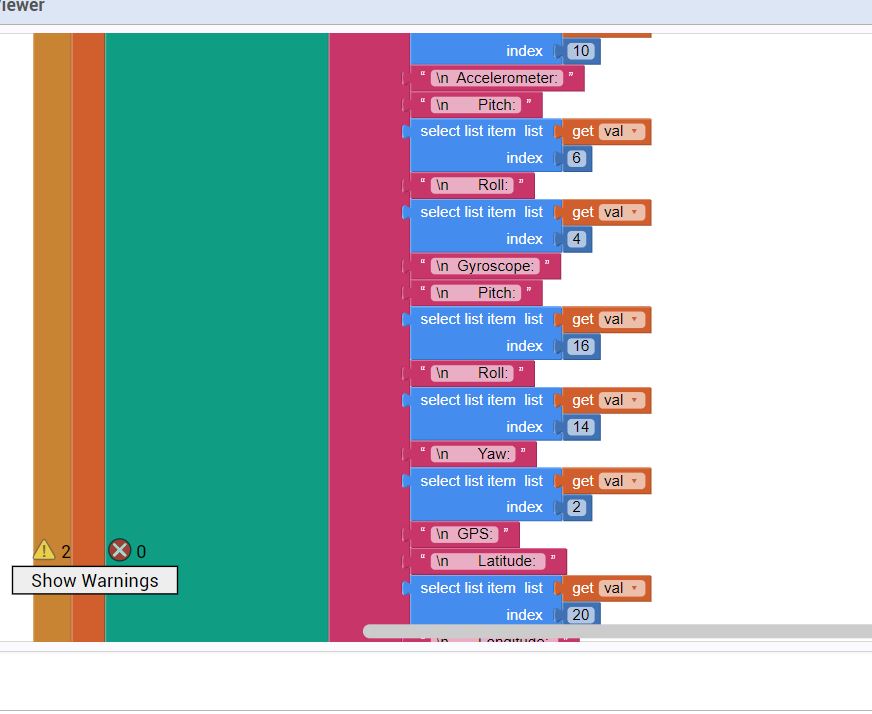 iewer
index 10
“ \n Accelerometer: ”
“ \n Pitch: ”
select list item list get val
index 6
“ \n Roll: ”
select list item list get val
index 4
“ \n Gyroscope: ”
“ \n Pitch: ”
select list item list get val
index 16
“ \n Roll: ”
select list item list get val
index 14
“ \n Yaw: ”
select list item list get val
index 2
“ \n GPS: ”
2 0
“ \n Latitude: ”
Show Warnings
select list item list get val
index 20
\n Longitude: